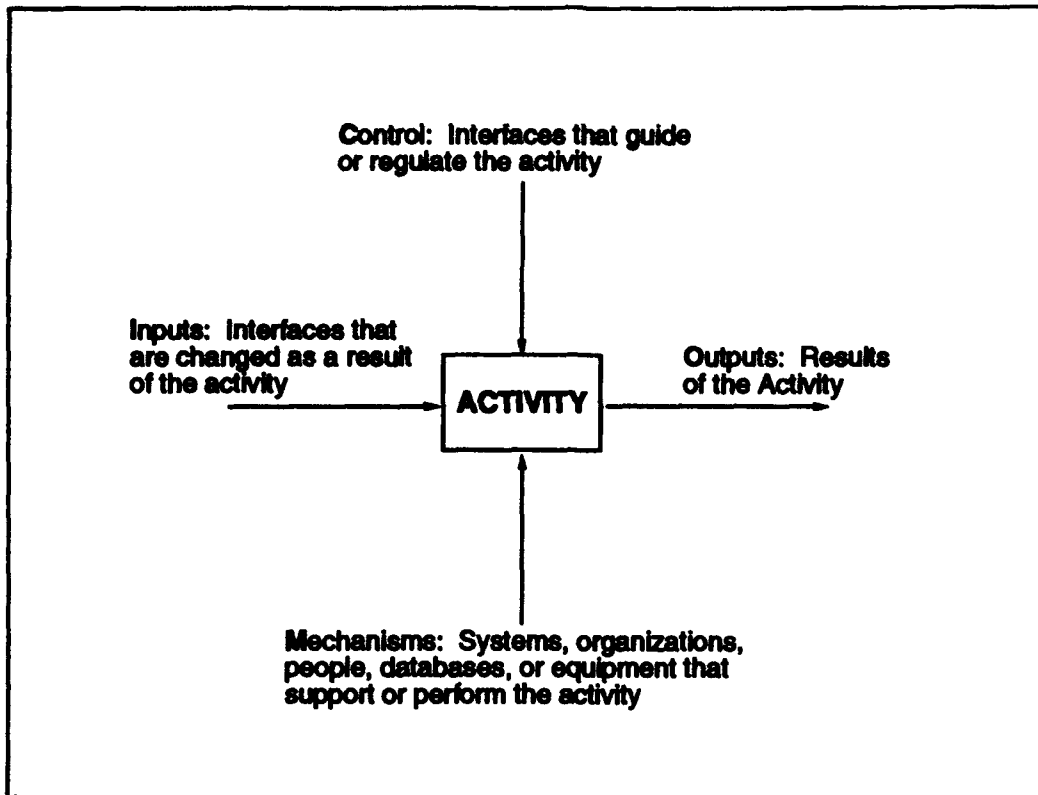 Control: Interfaces that guide
or regulate the activity
Inputs: Interfaces that
are changed as a result
of the activity
ACTIVITY
Outputs: Results
of the Activity
Mechanisms: Systems, organizations,
people, databases, or equipment that
support or perform the activity